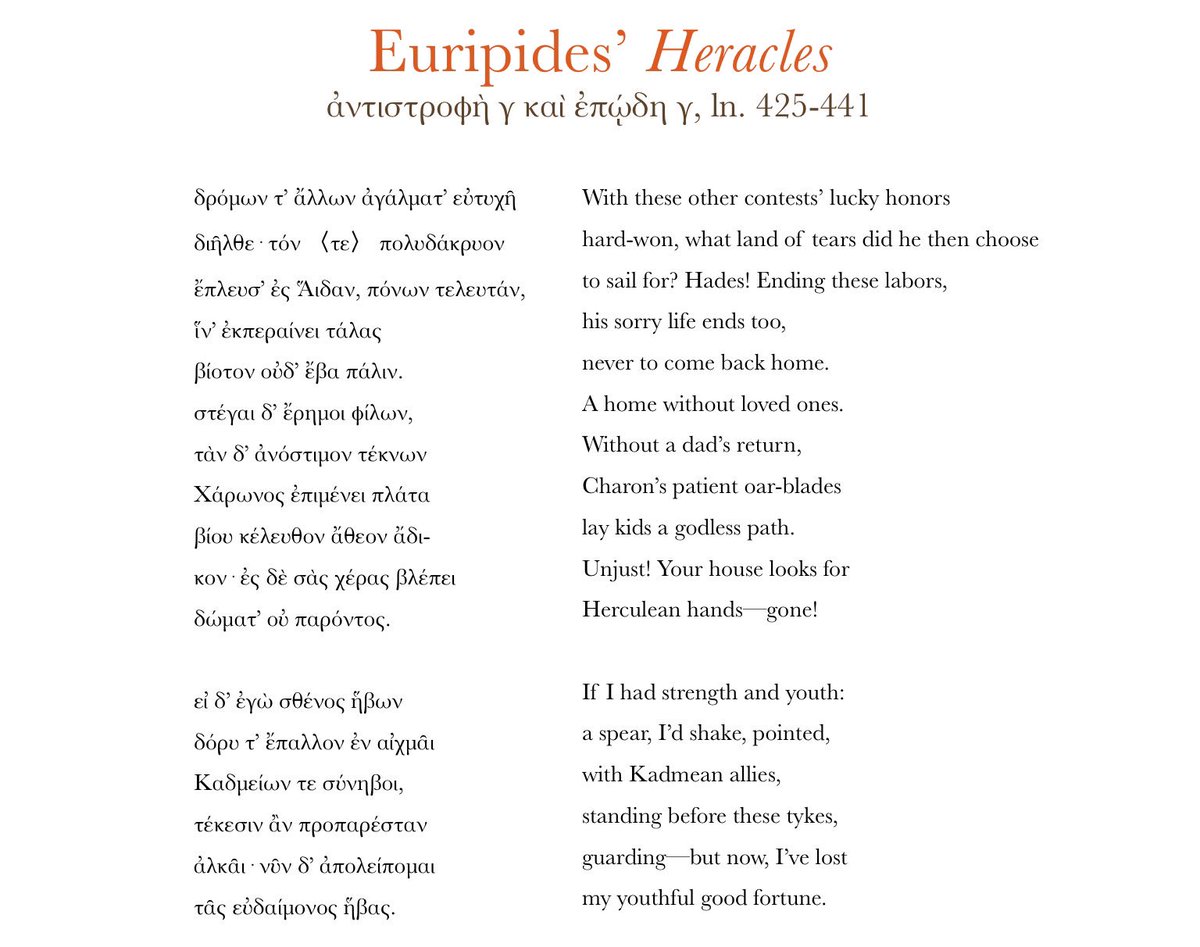 Euripides’ Heracles
ἀντιστροφὴ γ καὶ ἐπῴδη γ, ln. 425-441
δρόμων τ’ ἄλλων ἀγάλματ’ εὐτυχῆ
διῆλθε· τόν 〈τε〉 πολυδάκρυον
ἔπλευσ’ ἐς Ἅιδαν, πόνων τελευτάν,
ἵν’ ἐκπεραίνει τάλας
βίοτον οὐδ’ ἔβα πάλιν.
στέγαι δ’ ἔρημοι φίλων,
τὰν δ’ ἀνόστιμον τέκνων
Χάρωνος ἐπιμένει πλάτα
βίου κέλευθον ἄθεον ἄδι-
κον· ἐς δὲ σὰς χέρας βλέπει
δώματ’ οὐ παρόντος.
εἰ δ’ ἐγὼ σθένος ἥβων
δόρυ τ’ ἔπαλλον ἐν αἰχμᾶι
Καδμείων τε σύνηβοι,
τέκεσιν ἂν προπαρέσταν
ἀλκᾶι· νῦν δ’ ἀπολείπομαι
τᾶς εὐδαίμονος ἥβας.
With these other contests’ lucky honors
hard-won, what land of tears did he then choose
to sail for? Hades! Ending these labors,
his sorry life ends too,
never to come back home.
A home without loved ones.
Without a dad’s return,
Charon’s patient oar-blades
lay kids a godless path.
Unjust! Your house looks for
Herculean hands—gone!
If I had strength and youth:
a spear, I’d shake, pointed,
with Kadmean allies,
standing before these tykes,
guarding—but now, I’ve lost
my youthful good fortune.